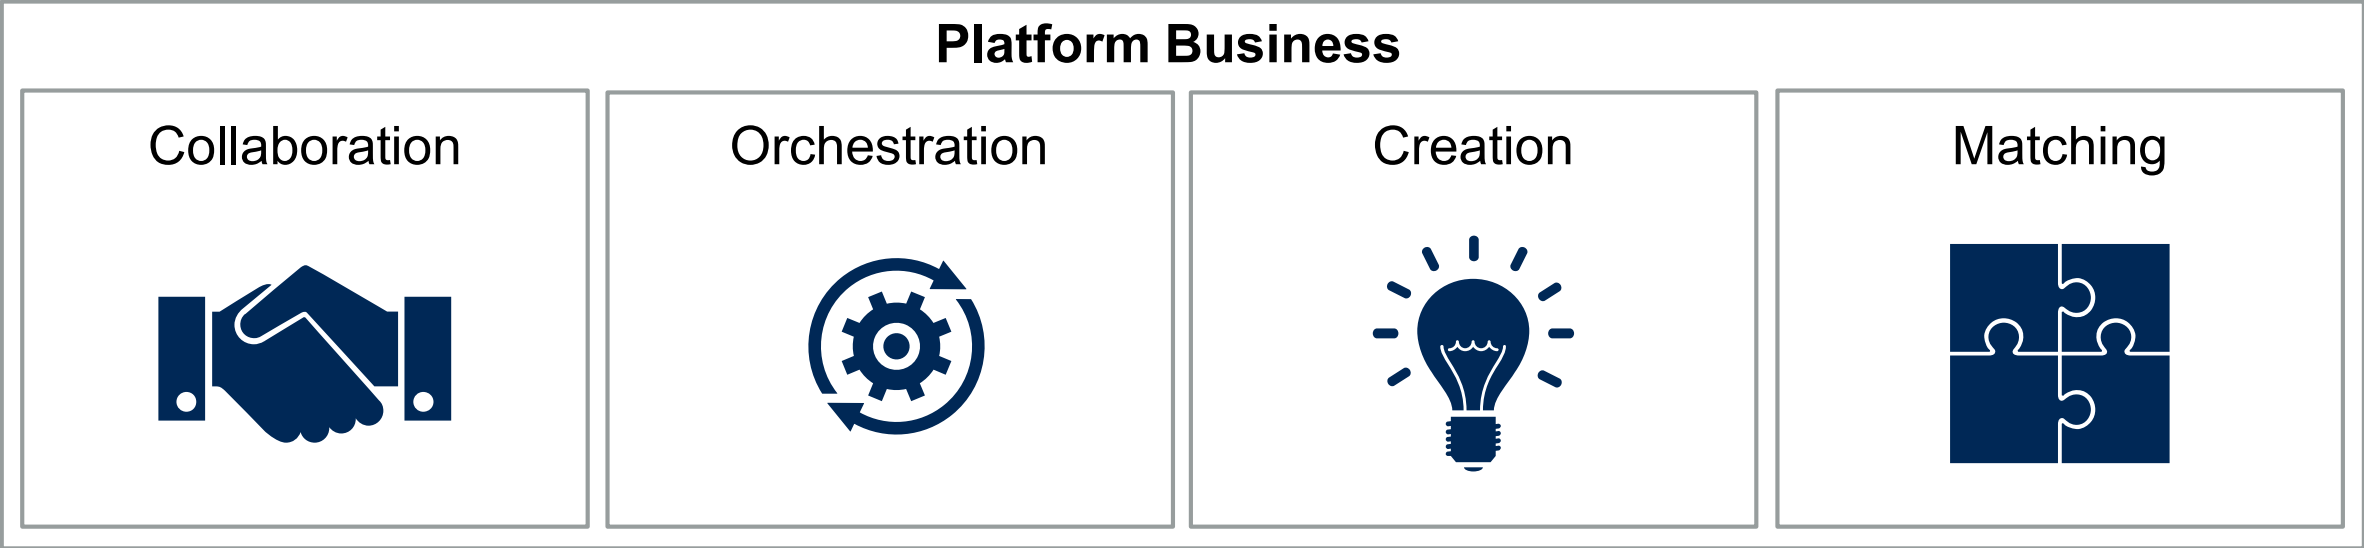 Platform Business
Collaboration
Orchestration
Creation
Matching